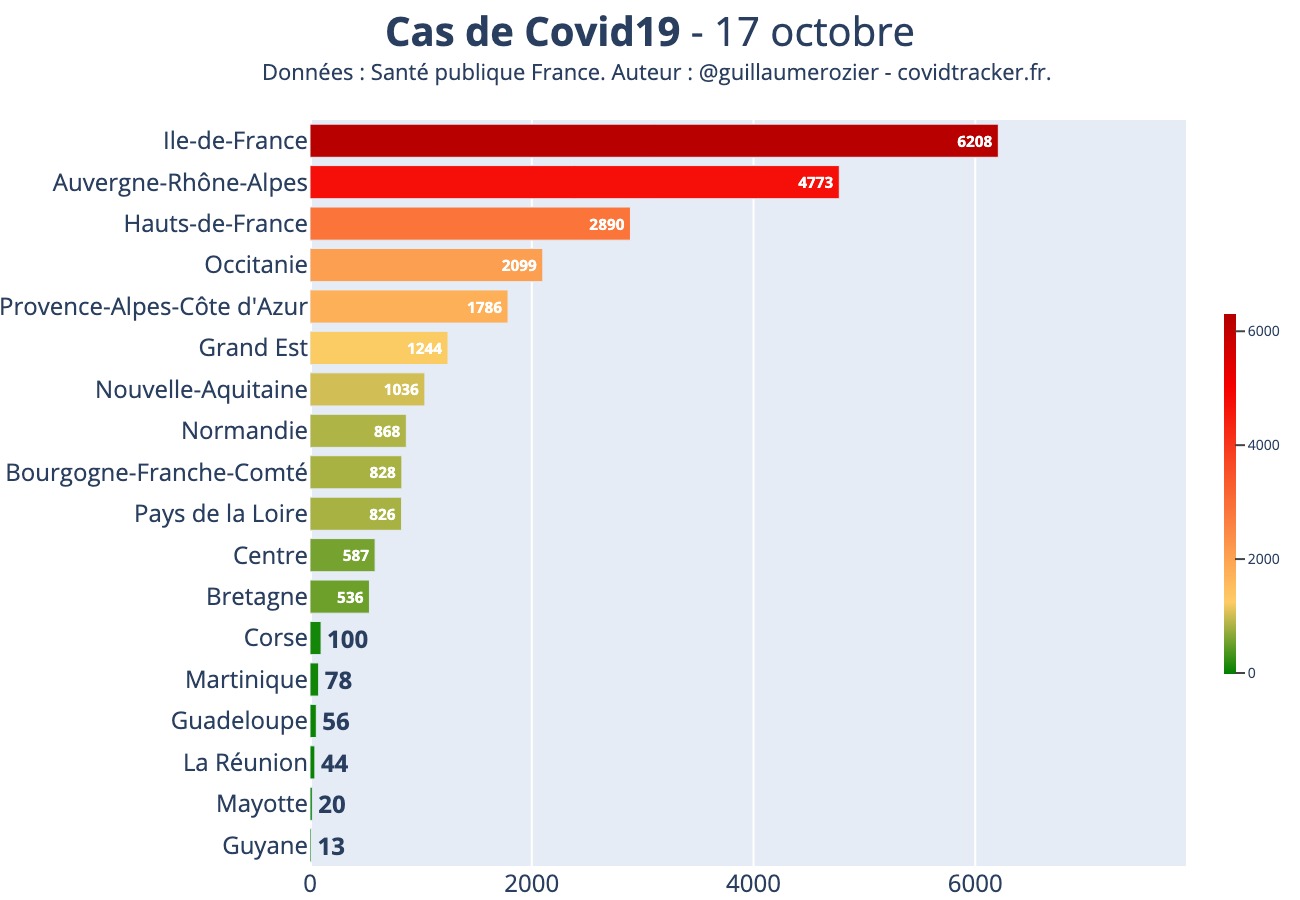 Cas de Covid19 - 17 octobre
Données : Santé publique France. Auteur : @guillaumerozier - covidtracker.fr.
Ile-de-France 6208
Auvergne-Rhône-Alpes 4773
Hauts-de-France 2890
Occitanie 2099
Provence-Alpes-Côte d'Azur 1786
Grand Est 1244
Nouvelle-Aquitaine 1036
Normandie 868
Bourgogne-Franche-Comté 828
Pays de la Loire 826
Centre 587
Bretagne 536
Corse 100
Martinique 78
Guadeloupe 56
La Réunion 44
Mayotte 20
Guyane 13
0 2000 4000 6000
6000
4000
2000
0